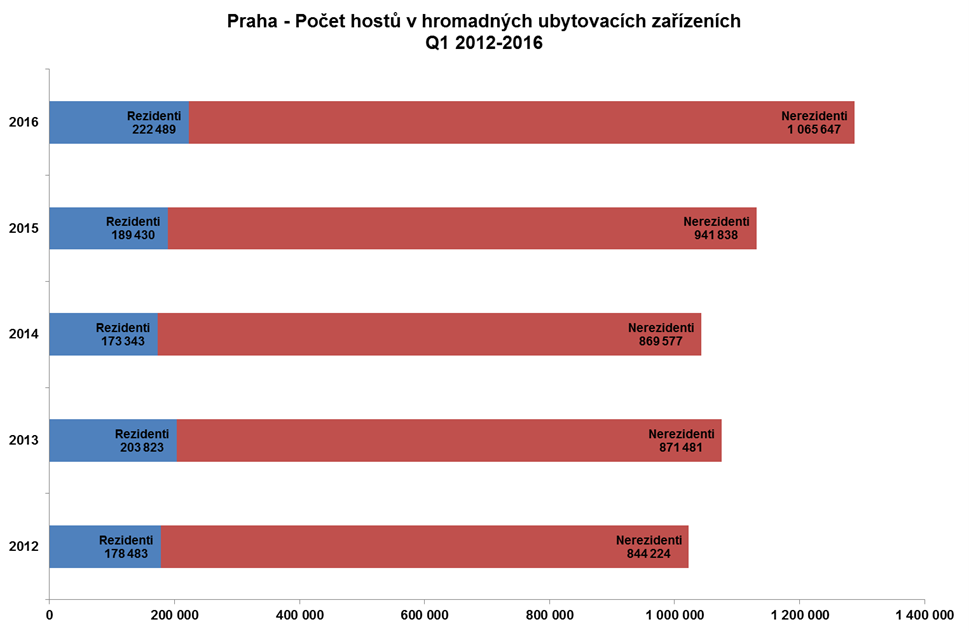 Praha - Počet hostů v hromadných ubytovacích zařízeních
Q1 2012-2016
2016
Rezidenti
222 489
Nerezidenti
1 065 647
2015
Rezidenti
189 430
Nerezidenti
941 838
2014
Rezidenti
173 343
Nerezidenti
869 577
2013
Rezidenti
203 823
Nerezidenti
871 481
2012
Rezidenti
178 483
Nerezidenti
844 224
0 200 000 400 000 600 000 800 000 1 000 000 1 200 000 1 400 000